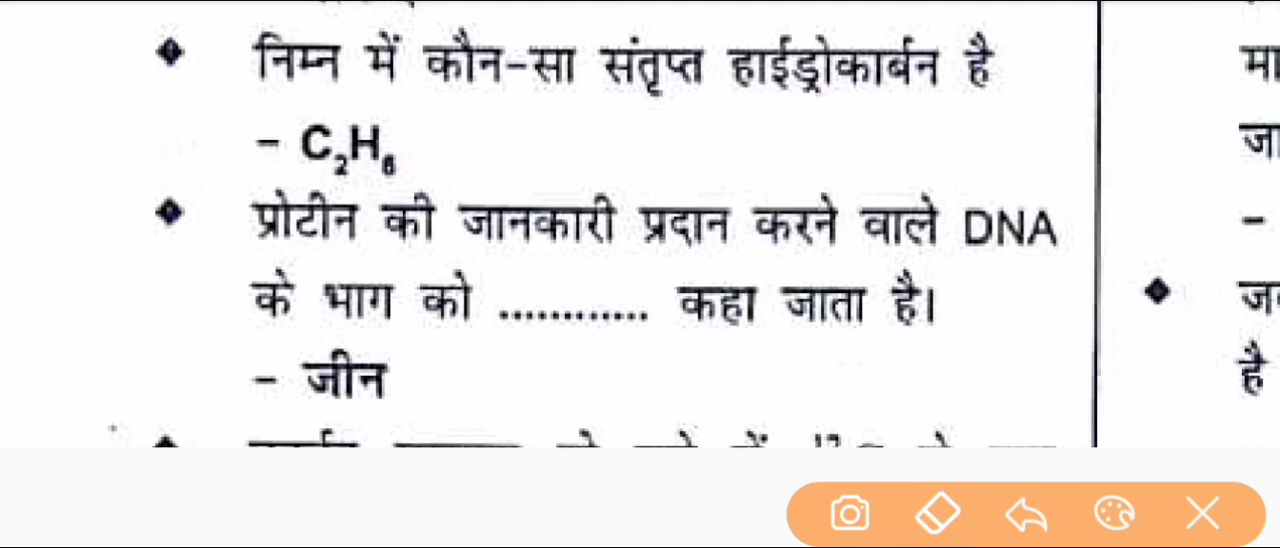 निम्न में कौन-सा संतृप्त हाईड्रोकार्बन है
- C₂H₆
प्रोटीन की जानकारी प्रदान करने वाले DNA
के भाग को ............ कहा जाता है।
- जीन
मा
जा
-
है